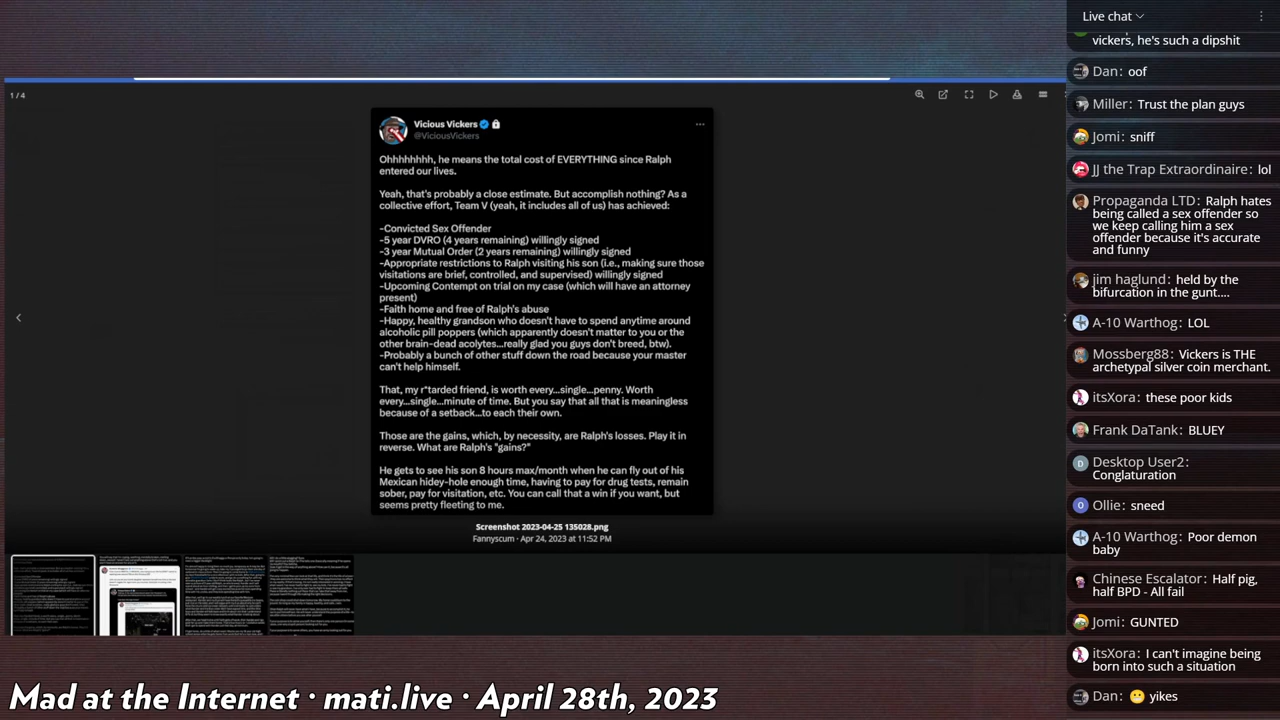 1 / 4
Vicious Vickers
@ViciousVickers
Ohhhhhhhh, he means the total cost of EVERYTHING since Ralph
entered our lives.
Yeah, that's probably a close estimate. But accomplish nothing? As a
collective effort, Team V (yeah, it includes all of us) has achieved:
-Convicted Sex Offender
-5 year DVRO (4 years remaining) willingly signed
-3 year Mutual Order (2 years remaining) willingly signed
-Appropriate restrictions to Ralph visiting his son (i.e., making sure those
visitations are brief, controlled, and supervised) willingly signed
-Upcoming Contempt on trial on my case (which will have an attorney
present)
-Faith home and free of Ralph's abuse
-Happy, healthy grandson who doesn't have to spend anytime around
alcoholic pill poppers (which apparently doesn't matter to you or the
other brain-dead acolytes...really glad you guys don't breed, btw).
-Probably a bunch of other stuff down the road because your master
can't help himself.
That, my r*tarded friend, is worth every...single...penny. Worth
every...single...minute of time. But you say that all that is meaningless
because of a setback...to each their own.
Those are the gains, which, by necessity, are Ralph's losses. Play it in
reverse. What are Ralph's "gains?"
He gets to see his son 8 hours max/month when he can fly out of his
Mexican hidey-hole enough time, having to pay for drug tests, remain
sober, pay for visitation, etc. You can call that a win if you want, but
seems pretty fleeting to me.
Screenshot 2023-04-25 135028.png
Fannyscum · Apr 24, 2023 at 11:52 PM
Mad at the Internet · mati.live · April 28th, 2023
Live chat
vickers, he's such a dipshit
Dan: oof
Miller: Trust the plan guys
Jomi: sniff
JJ the Trap Extraordinaire: lol
Propaganda LTD: Ralph hates
being called a sex offender so
we keep calling him a sex
offender because it's accurate
and funny
jim haglund: held by the
bifurcation in the gunt....
A-10 Warthog: LOL
Mossberg88: Vickers is THE
archetypal silver coin merchant.
itsXora: these poor kids
Frank DaTank: BLUEY
Desktop User2:
Conglaturation
Ollie: sneed
Jomi: GUNTED
itsXora: I can't imagine being
born into such a situation
Dan: 😬 yikes